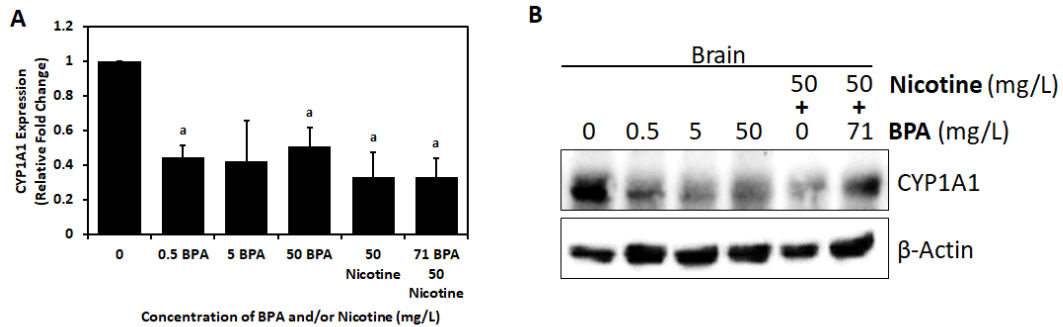 A
CYP1A1 Expression
(Relative Fold Change)
1.2
1
0.8
0.6
0.4
0.2
0
a
a
a
a
0
0.5 BPA
5 BPA
50 BPA
50
Nicotine
71 BPA
50
Nicotine
Concentration of BPA and/or Nicotine (mg/L)
B
Brain
50 50 Nicotine (mg/L)
+ +
0 0.5 5 50 0 71 BPA (mg/L)
CYP1A1
β-Actin